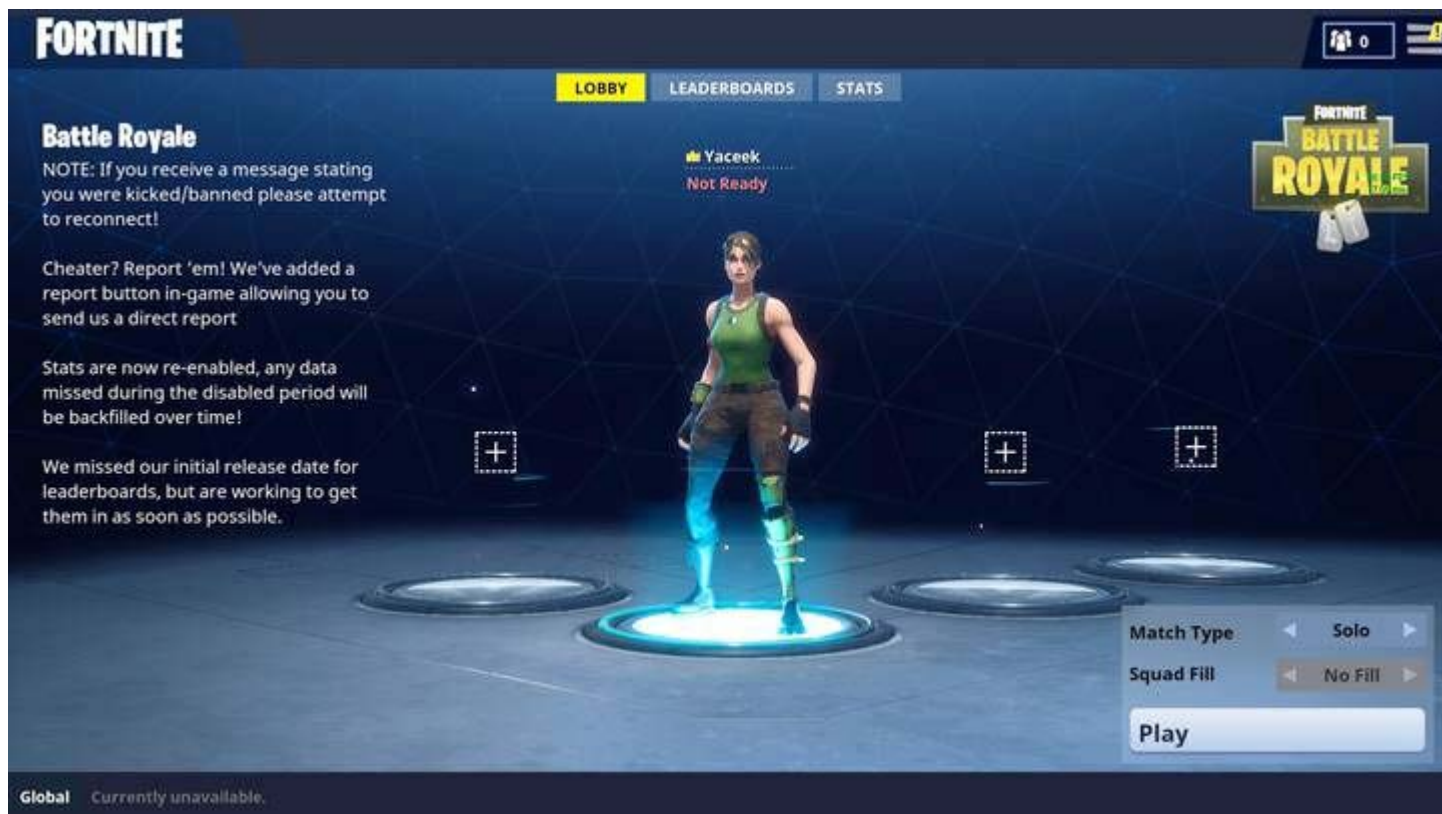 FORTNITE
0
LOBBY LEADERBOARDS STATS
Battle Royale
NOTE: If you receive a message stating
you were kicked/banned please attempt
to reconnect!
Cheater? Report 'em! We've added a
report button in-game allowing you to
send us a direct report
Stats are now re-enabled, any data
missed during the disabled period will
be backfilled over time!
We missed our initial release date for
leaderboards, but are working to get
them in as soon as possible.
Yaceek
Not Ready
FORTNITE
BATTLE
ROYALE
Match Type Solo
Squad Fill No Fill
Play
Global Currently unavailable.